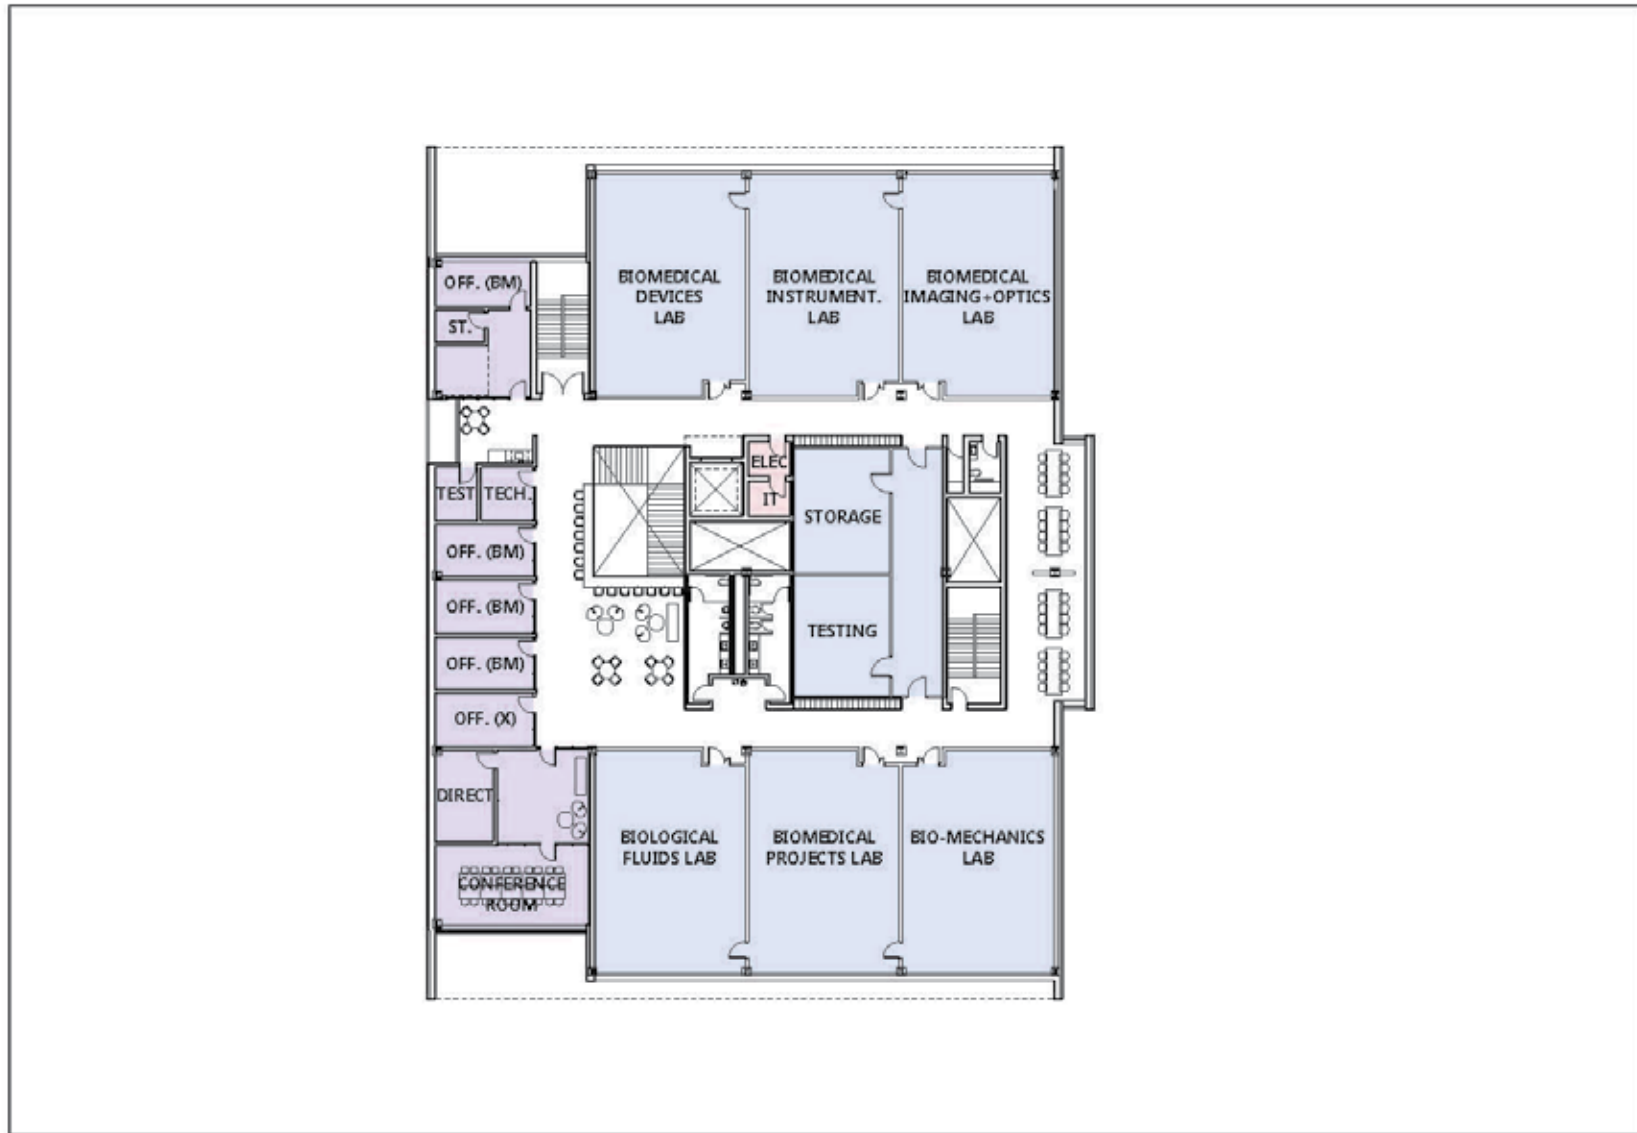 BIOMEDICAL
DEVICES
LAB
BIOMEDICAL
INSTRUMENT.
LAB
BIOMEDICAL
IMAGING+OPTICS
LAB
OFF. (BM)
ST.
ELEC
IT
TEST
TECH.
STORAGE
OFF. (BM)
OFF. (BM)
TESTING
OFF. (BM)
OFF. (X)
DIRECT.
BIOLOGICAL
FLUIDS LAB
BIOMEDICAL
PROJECTS LAB
BIO-MECHANICS
LAB
CONFERENCE
ROOM